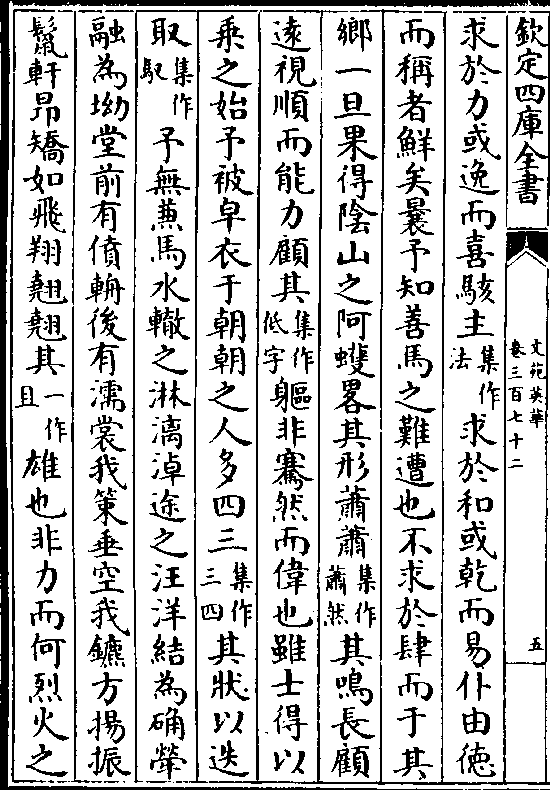 欽定四庫全書
文苑英華
卷三百七十二
五
求於力或逸而喜駭主集作法求於和或乾而易仆由德
而稱者鮮矣曩予知善馬之難遭也不求於肆而于其
鄉一旦果得陰山之阿蠼畧其形蕭蕭集作蕭然其鳴長顧
遠視順而能力顧其集作低字軀非騫然而偉也雖士得以
乗之始予被皁衣于朝朝之人多四三集作三四其狀以迭
取集作馭予無蒹馬水轍之淋漓淖途之汪洋結為确犖
融為坳堂前有僨輈後有濡裳我策垂空我鑣方揚振
鬣軒昂矯如飛翔翹翹其一作且雄也非力而何烈火之